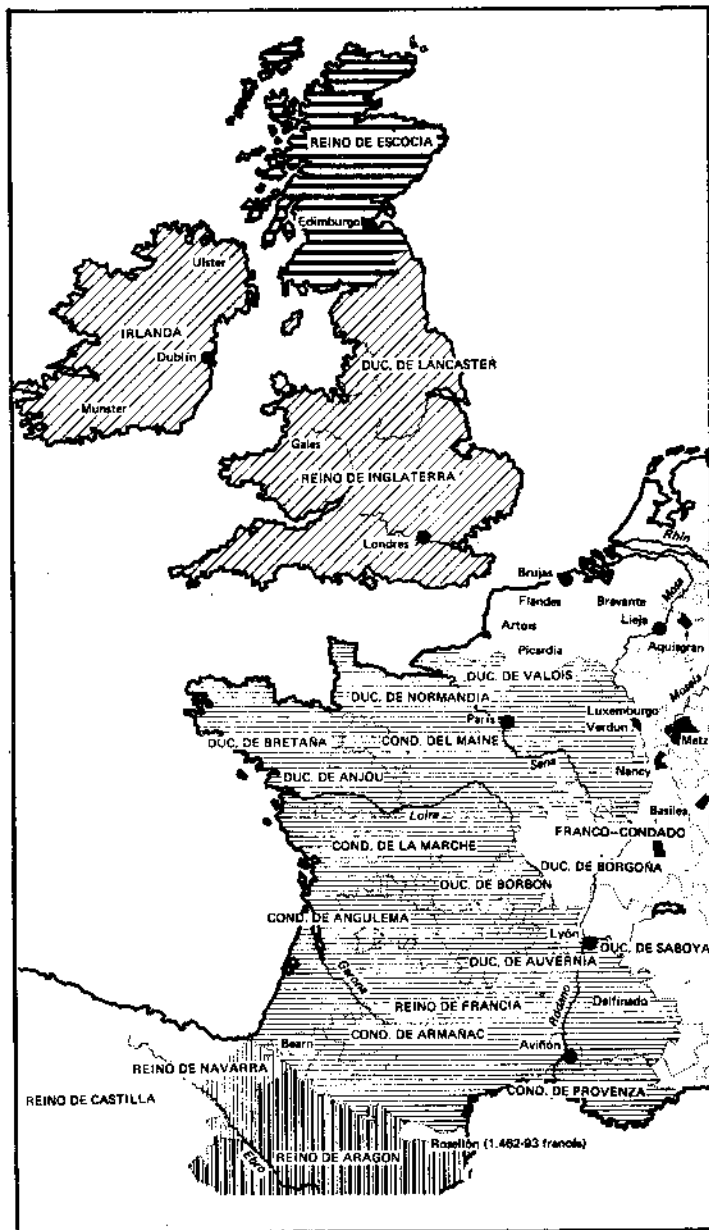 REINO DE ESCOCIA
Edimburgo
Ulster
IRLANDA
Dublín
DUC. DE LANCASTER
Munster
Gales
REINO DE INGLATERRA
Londres
Rhin
Brujas
Flandes
Bravante
Mosa
Lieja
Artois
Picardia
Aquisgran
DUC. DE VALOIS
Mosela
DUC. DE NORMANDIA
Luxemburgo
París
Verdun
DUC. DE BRETAÑA
COND. DEL MAINE
Metz
Sena
Nancy
DUC. DE ANJOU
Loira
Basilea
FRANCO-CONDADO
COND. DE LA MARCHE
DUC. DE BORGOÑA
DUC. DE BORBON
COND. DE ANGULEMA
Lyón
DUC. DE SABOYA
DUC. DE AUVERNIA
Garona
REINO DE FRANCIA
Ródano
Delfinado
COND. DE ARMAÑAC
Bearn
Aviñón
REINO DE NAVARRA
COND. DE PROVENZA
REINO DE CASTILLA
Rosellón (1.462-93 francés)
REINO DE ARAGON
Ebro